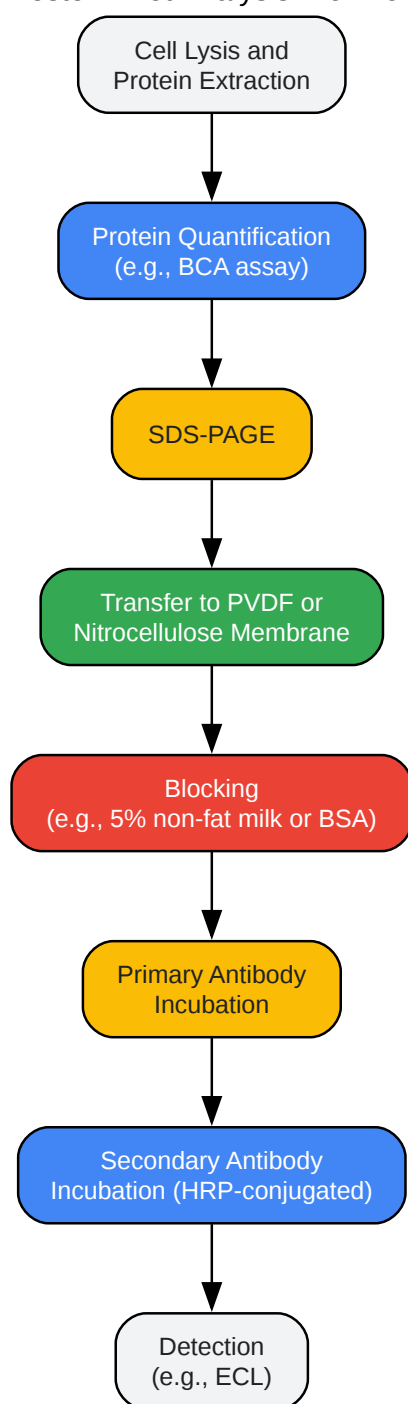 Cell Lysis and
Protein Extraction
Protein Quantification
(e.g., BCA assay)
SDS-PAGE
Transfer to PVDF or
Nitrocellulose Membrane
Blocking
(e.g., 5% non-fat milk or BSA)
Primary Antibody
Incubation
Secondary Antibody
Incubation (HRP-conjugated)
Detection
(e.g., ECL)